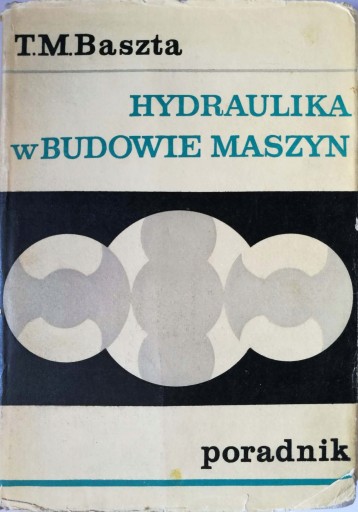 T.M.Baszta
HYDRAULIKA
w BUDOWIE MASZYN
poradnik